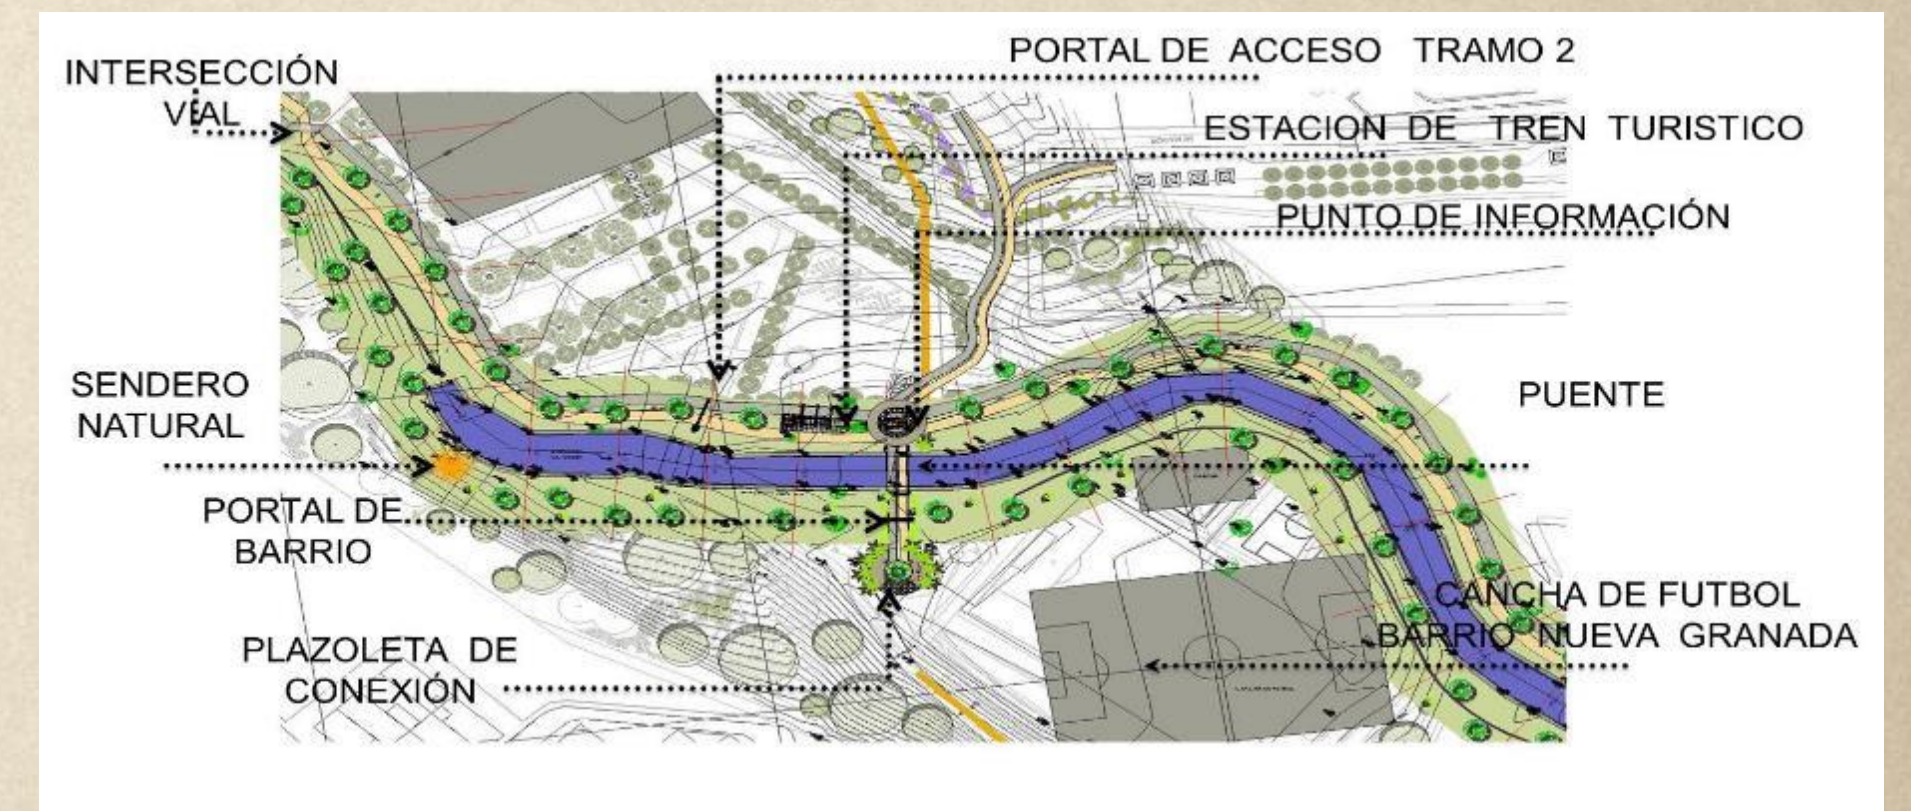 PORTAL DE ACCESO TRAMO 2
INTERSECCIÓN
VIAL
ESTACION DE TREN TURISTICO
PUNTO DE INFORMACIÓN
SENDERO
NATURAL
PUENTE
PORTAL DE
BARRIO
CANCHA DE FUTBOL
BARRIO NUEVA GRANADA
PLAZOLETA DE
CONEXIÓN